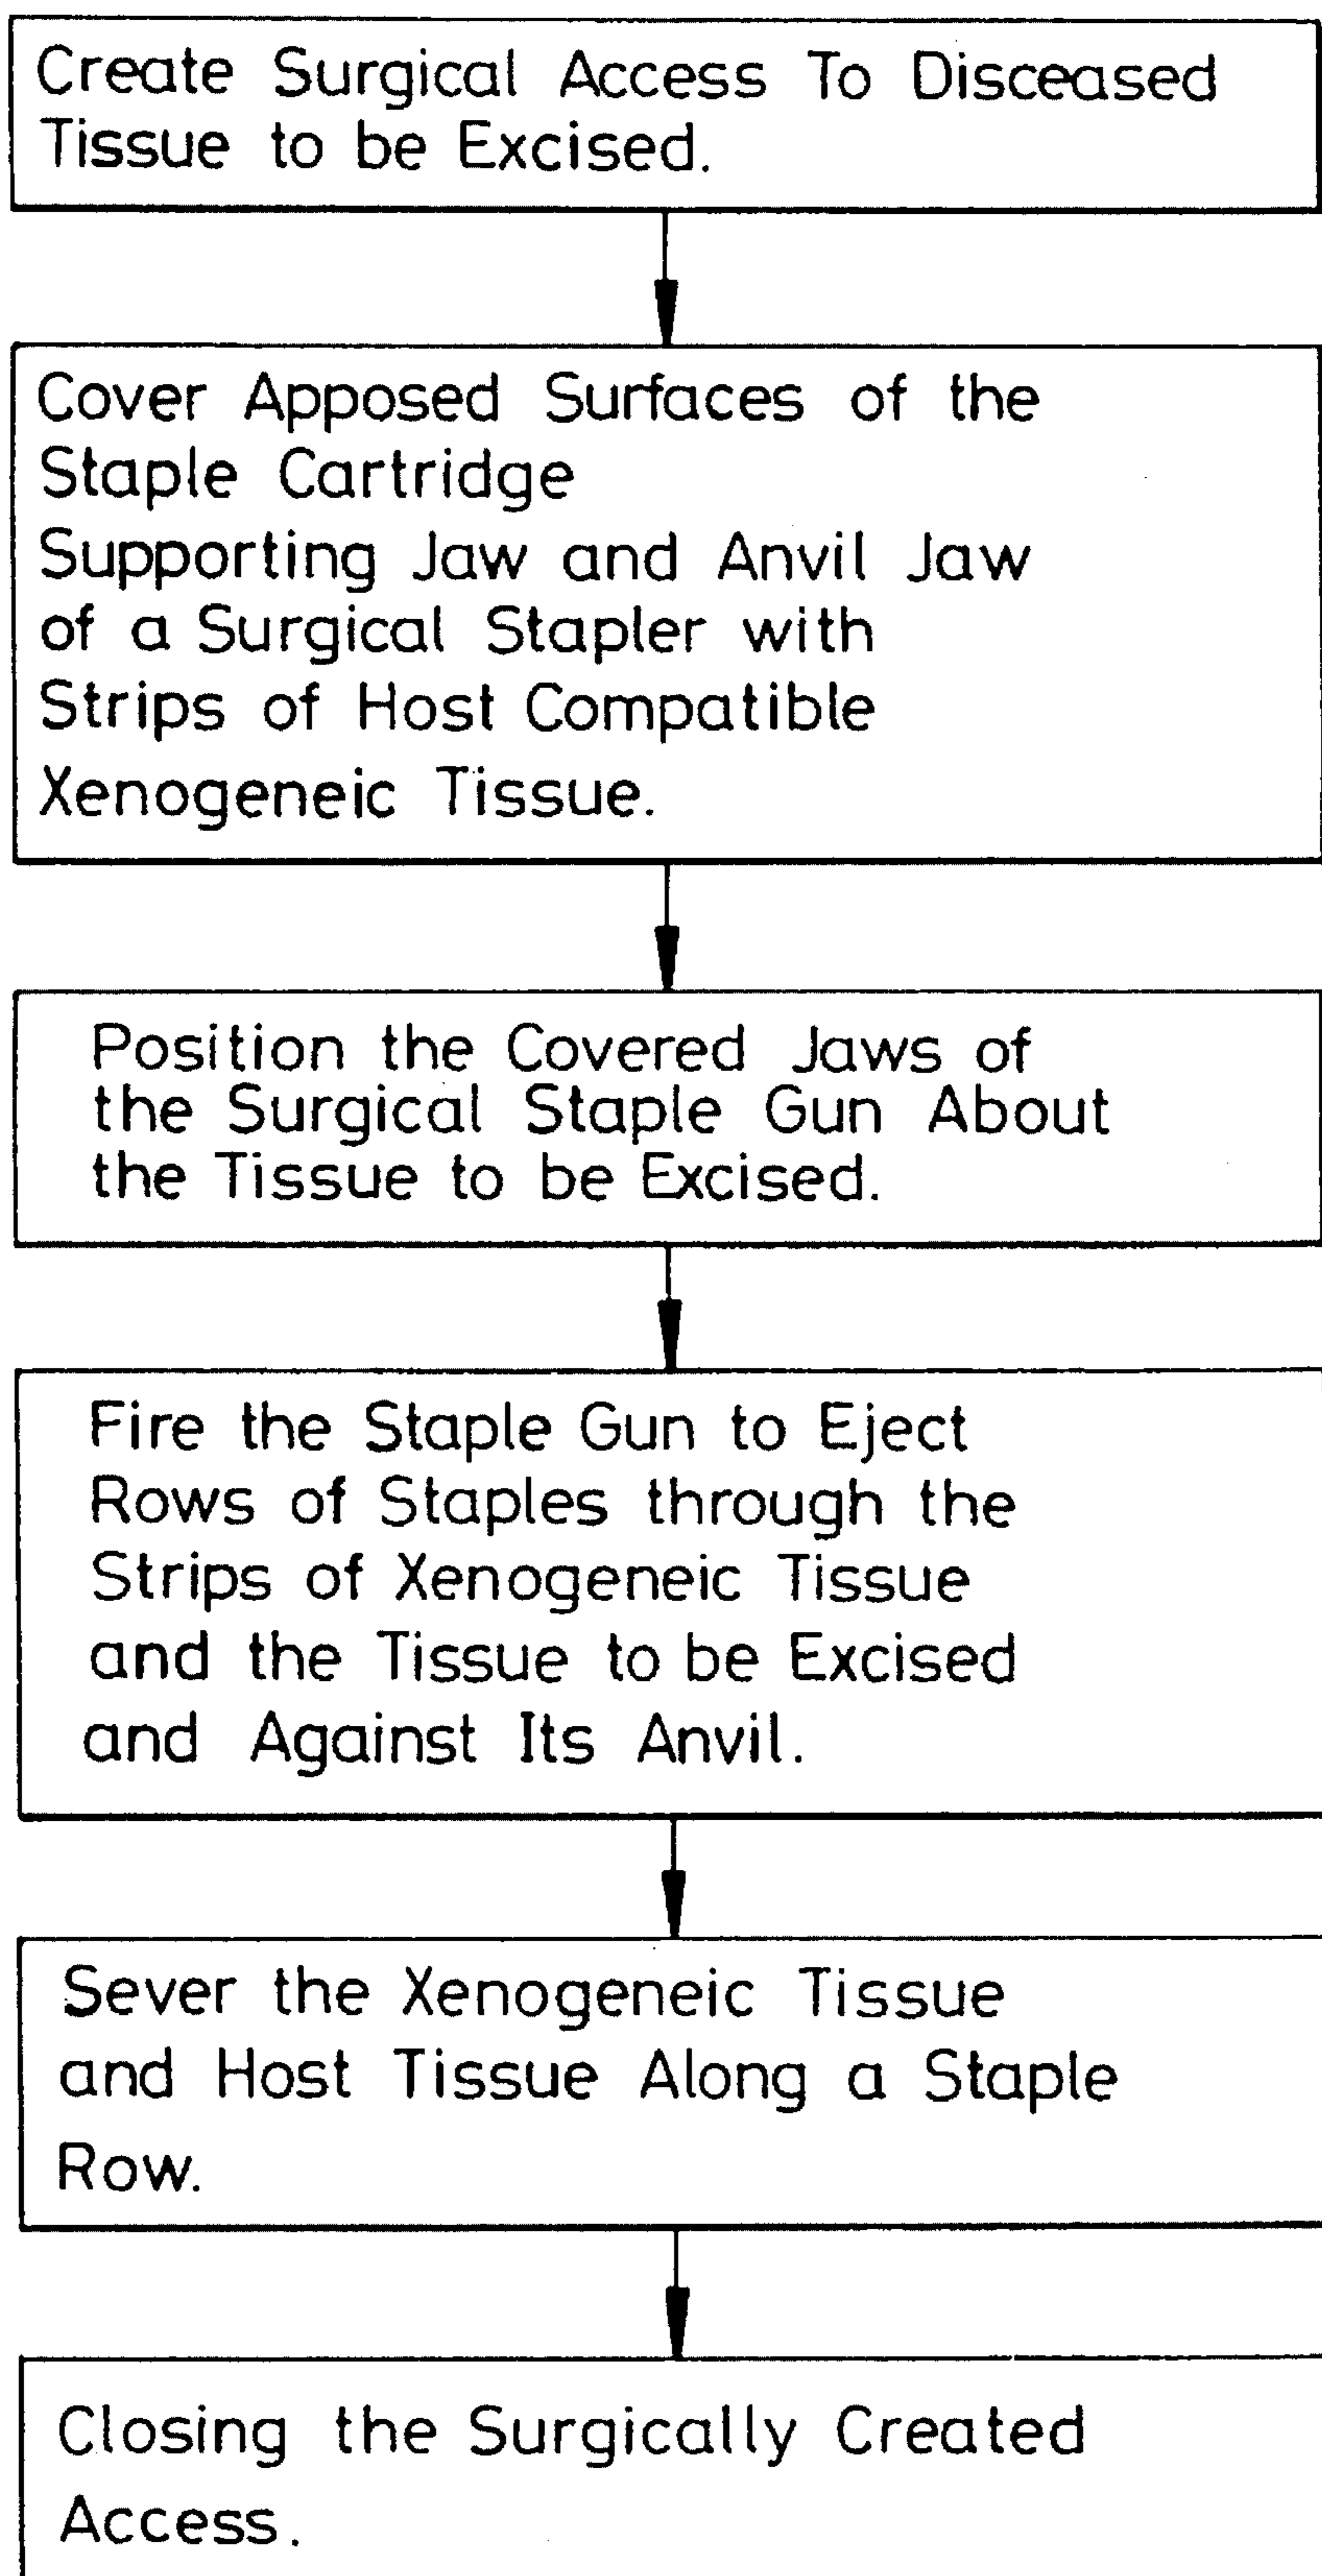 Create Surgical Access To Disceased
Tissue to be Excised.
Cover Apposed Surfaces of the
Staple Cartridge
Supporting Jaw and Anvil Jaw
of a Surgical Stapler with
Strips of Host Compatible
Xenogeneic Tissue.
Position the Covered Jaws of
the Surgical Staple Gun About
the Tissue to be Excised.
Fire the Staple Gun to Eject
Rows of Staples through the
Strips of Xenogeneic Tissue
and the Tissue to be Excised
and Against Its Anvil.
Sever the Xenogeneic Tissue
and Host Tissue Along a Staple
Row.
Closing the Surgically Created
Access.